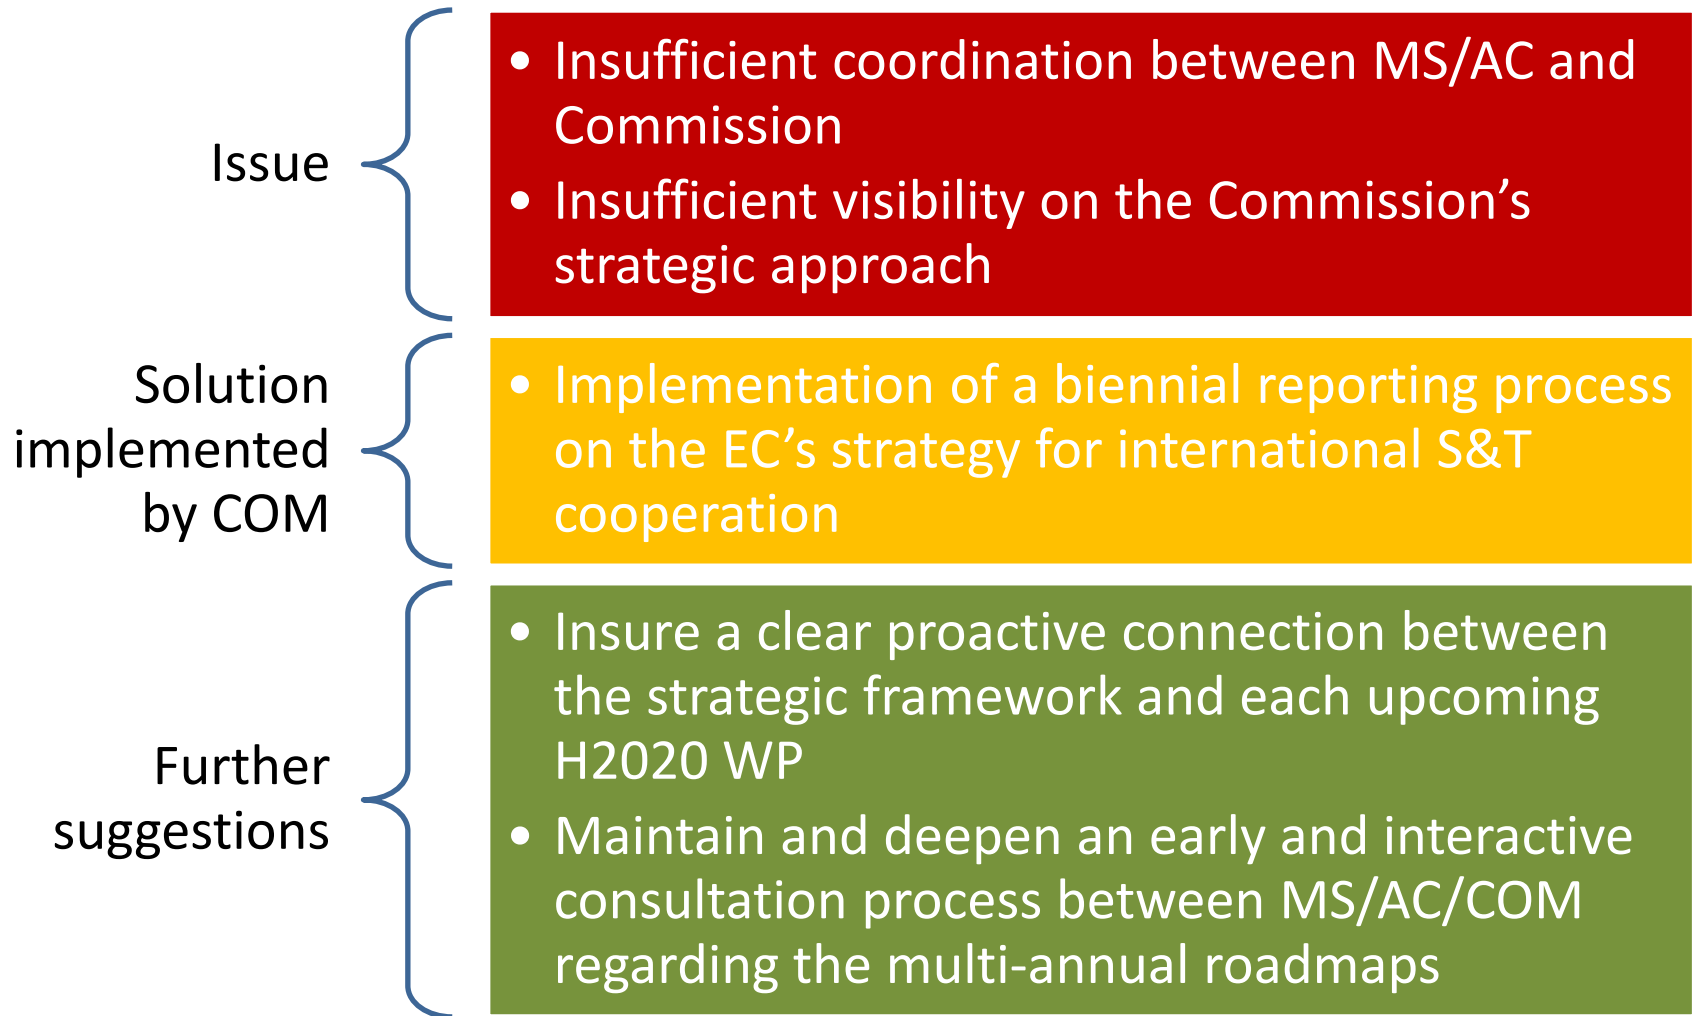 Issue
• Insufficient coordination between MS/AC and
Commission
• Insufficient visibility on the Commission’s
strategic approach
Solution
implemented
by COM
• Implementation of a biennial reporting process
on the EC’s strategy for international S&T
cooperation
Further
suggestions
• Insure a clear proactive connection between
the strategic framework and each upcoming
H2020 WP
• Maintain and deepen an early and interactive
consultation process between MS/AC/COM
regarding the multi-annual roadmaps